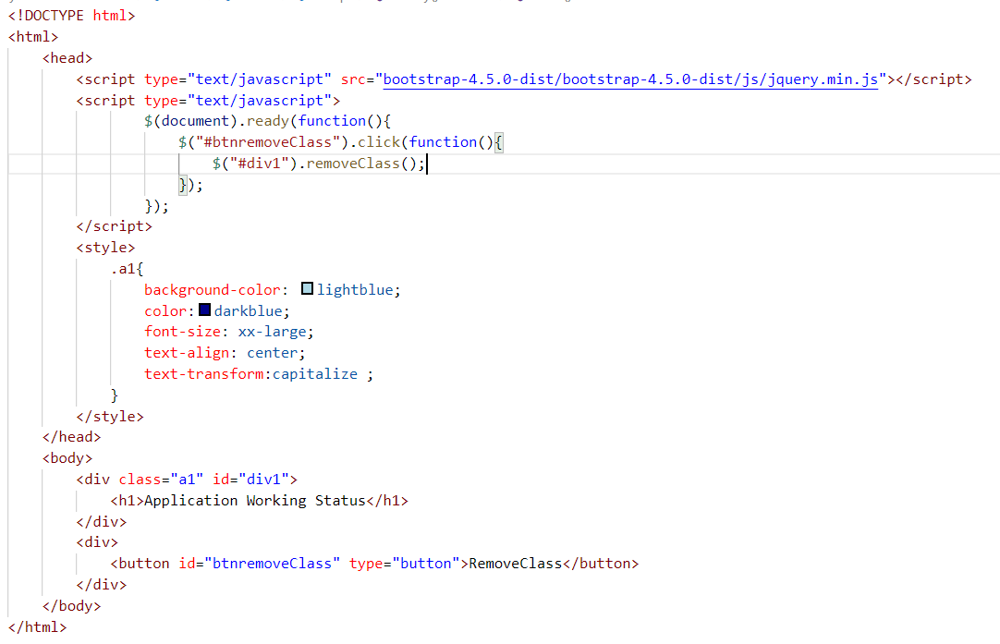 <!DOCTYPE html>
<html>
    <head>
        <script type="text/javascript" src="bootstrap-4.5.0-dist/bootstrap-4.5.0-dist/js/jquery.min.js"></script>
        <script type="text/javascript">
                $(document).ready(function(){
                    $("#btnremoveClass").click(function(){
                        $("#div1").removeClass();
                    });
                });
        </script>
        <style>
            .a1{
                background-color: lightblue;
                color:darkblue;
                font-size: xx-large;
                text-align: center;
                text-transform:capitalize ;
            }
        </style>
    </head>
    <body>
        <div class="a1" id="div1">
            <h1>Application Working Status</h1>
        </div>
        <div>
            <button id="btnremoveClass" type="button">RemoveClass</button>
        </div>
    </body>
</html>